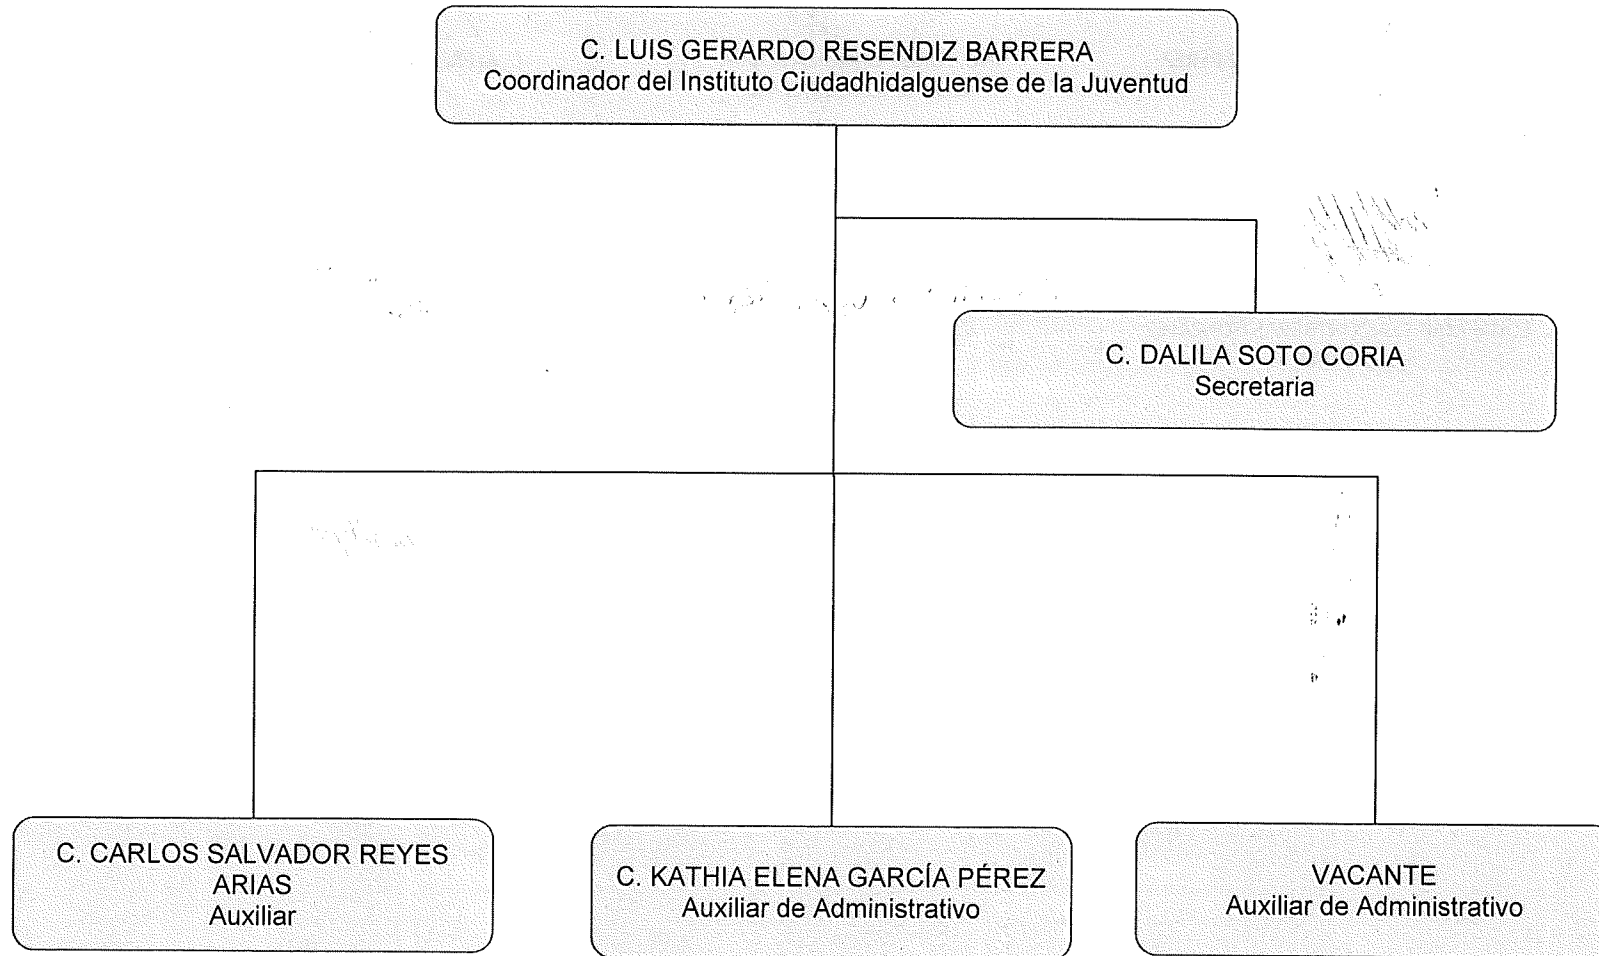 C. LUIS GERARDO RESENDIZ BARRERA
Coordinador del Instituto Ciudadhidalguense de la Juventud
C. DALILA SOTO CORIA
Secretaria
C. CARLOS SALVADOR REYES
ARIAS
Auxiliar
C. KATHIA ELENA GARCÍA PÉREZ
Auxiliar de Administrativo
VACANTE
Auxiliar de Administrativo